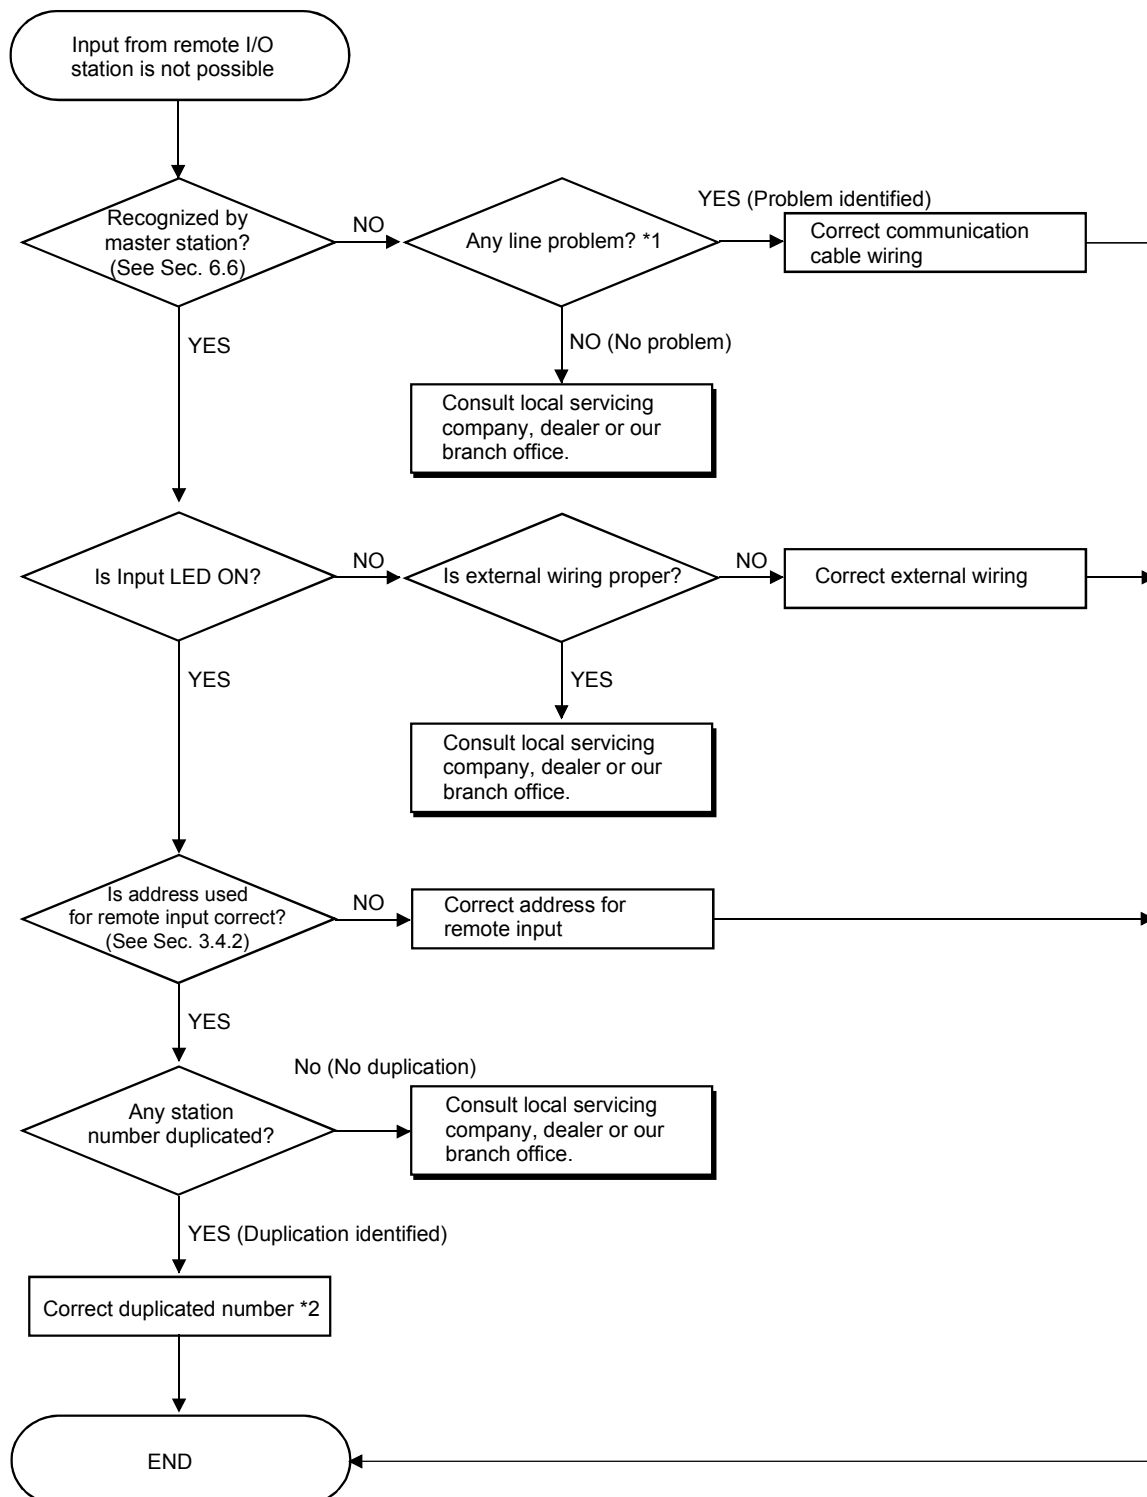 Input from remote I/O
station is not possible
Recognized by
master station?
(See Sec. 6.6)
NO
Any line problem? *1
YES (Problem identified)
Correct communication
cable wiring
YES
NO (No problem)
Consult local servicing
company, dealer or our
branch office.
Is Input LED ON?
NO
Is external wiring proper?
NO
Correct external wiring
YES
YES
Consult local servicing
company, dealer or our
branch office.
Is address used
for remote input correct?
(See Sec. 3.4.2)
NO
Correct address for
remote input
YES
No (No duplication)
Any station
number duplicated?
Consult local servicing
company, dealer or our
branch office.
YES (Duplication identified)
Correct duplicated number *2
END